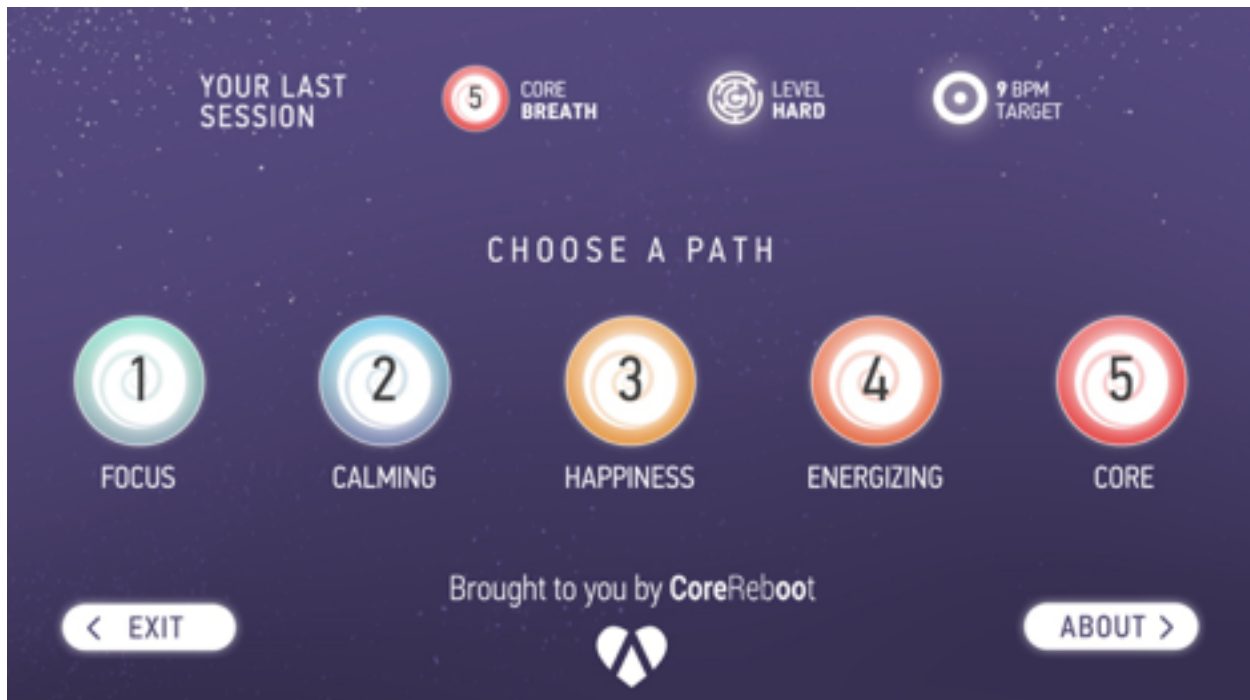 YOUR LAST
SESSION
5
CORE
BREATH
LEVEL
HARD
9 BPM
TARGET
CHOOSE A PATH
1
2
3
4
5
FOCUS
CALMING
HAPPINESS
ENERGIZING
CORE
Brought to you by CoreReboot
< EXIT
ABOUT >